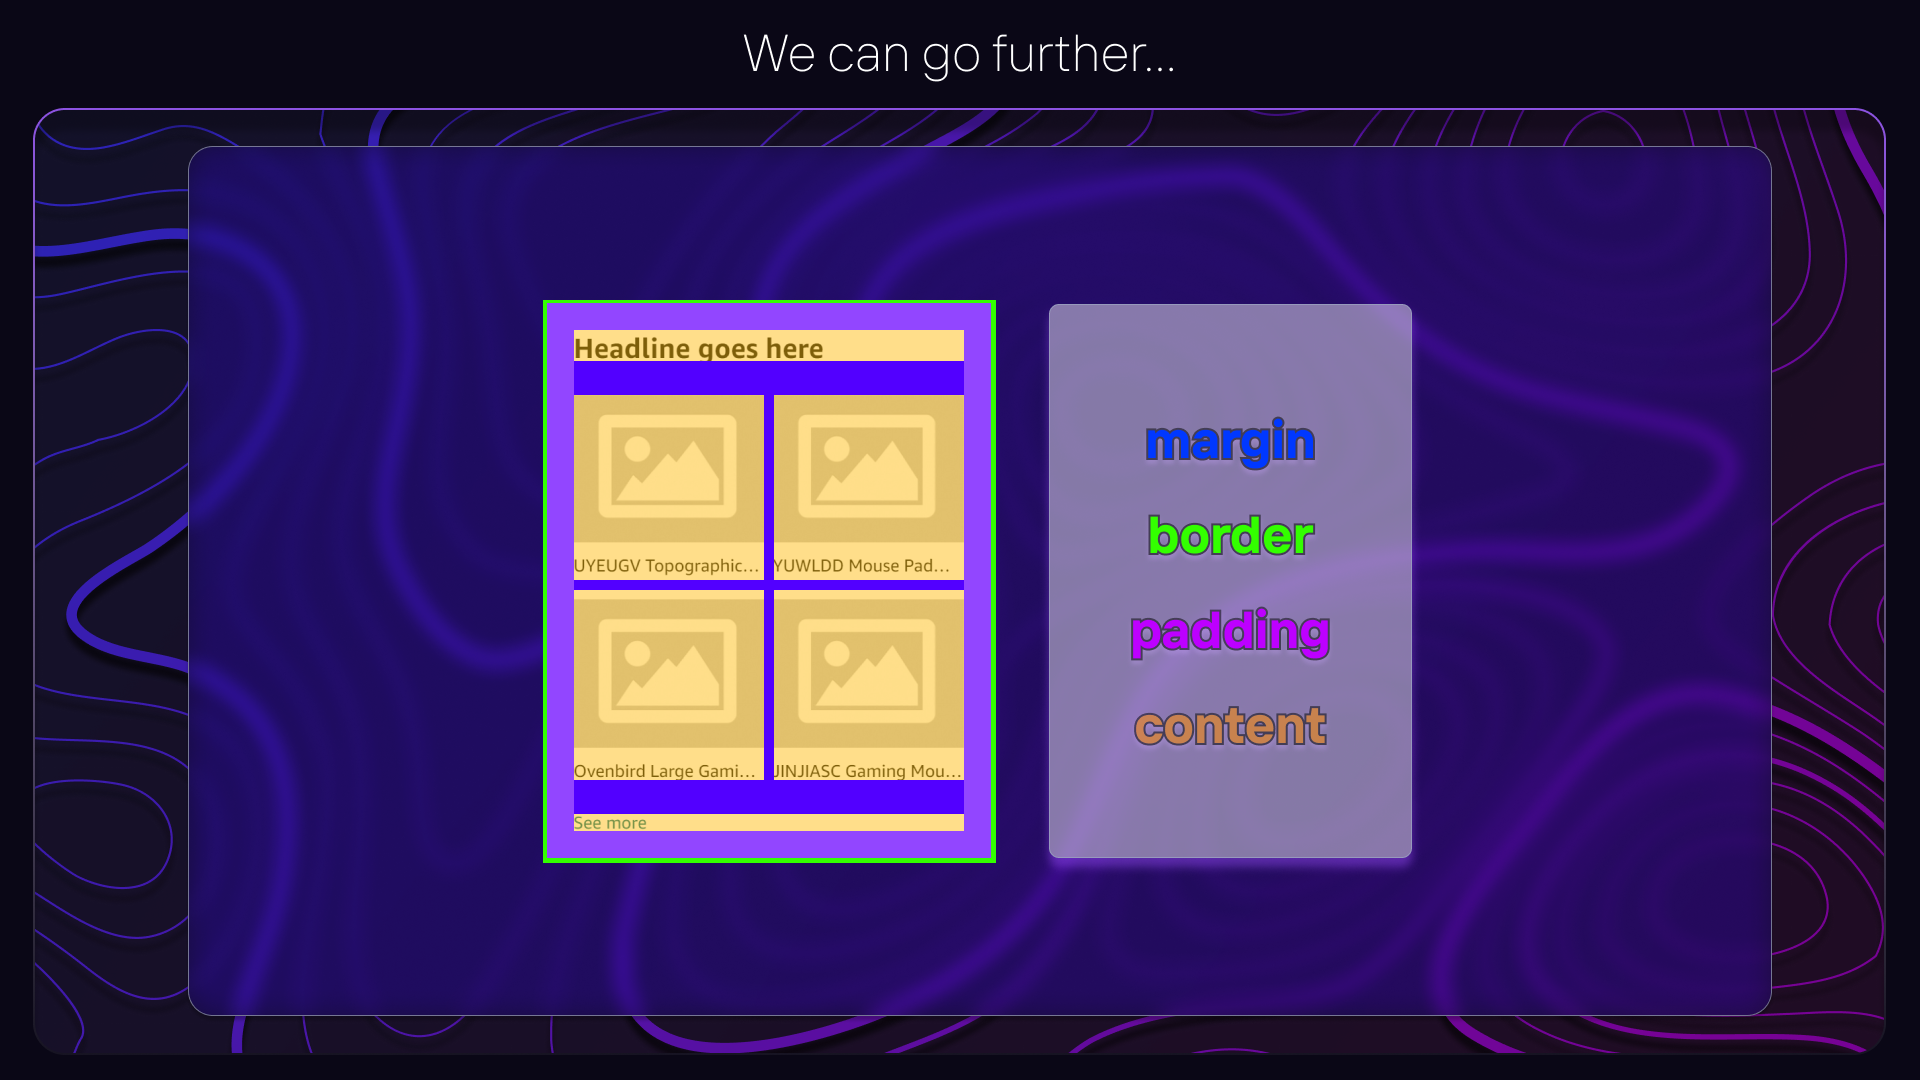 We can go further...
Headline goes here
UYEUGV Topographic...
YUWLDD Mouse Pad...
Ovenbird Large Gami...
JINJIASC Gaming Mou...
See more
margin
border
padding
content